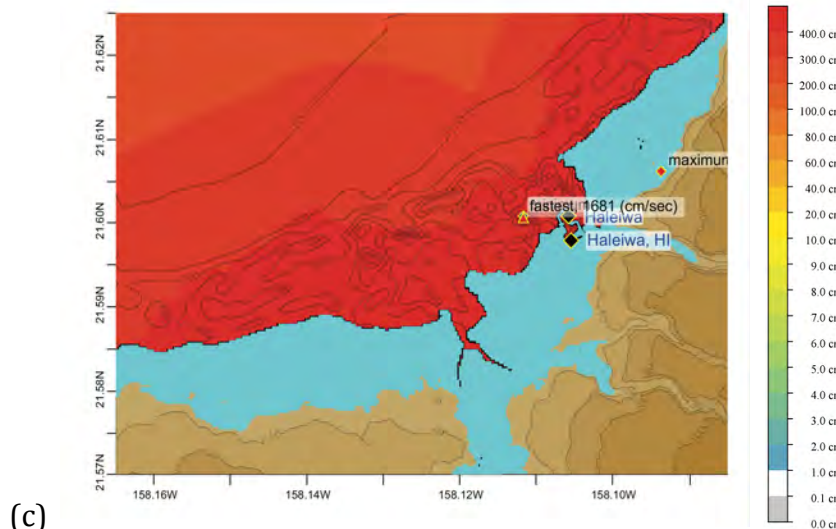 21.62N
21.61N
21.60N
21.59N
21.58N
21.57N
maximun
fastest, 1681 (cm/sec)
Haleiwa
Haleiwa, HI
158.16W
158.14W
158.12W
158.10W
400.0 cm
300.0 cm
200.0 cm
100.0 cm
60.0 cm
40.0 cm
20.0 cm
10.0 cm
9.0 cm
8.0 cm
7.0 cm
6.0 cm
5.0 cm
4.0 cm
3.0 cm
2.0 cm
1.0 cm
0.1 cm
0.0 cm
(c)